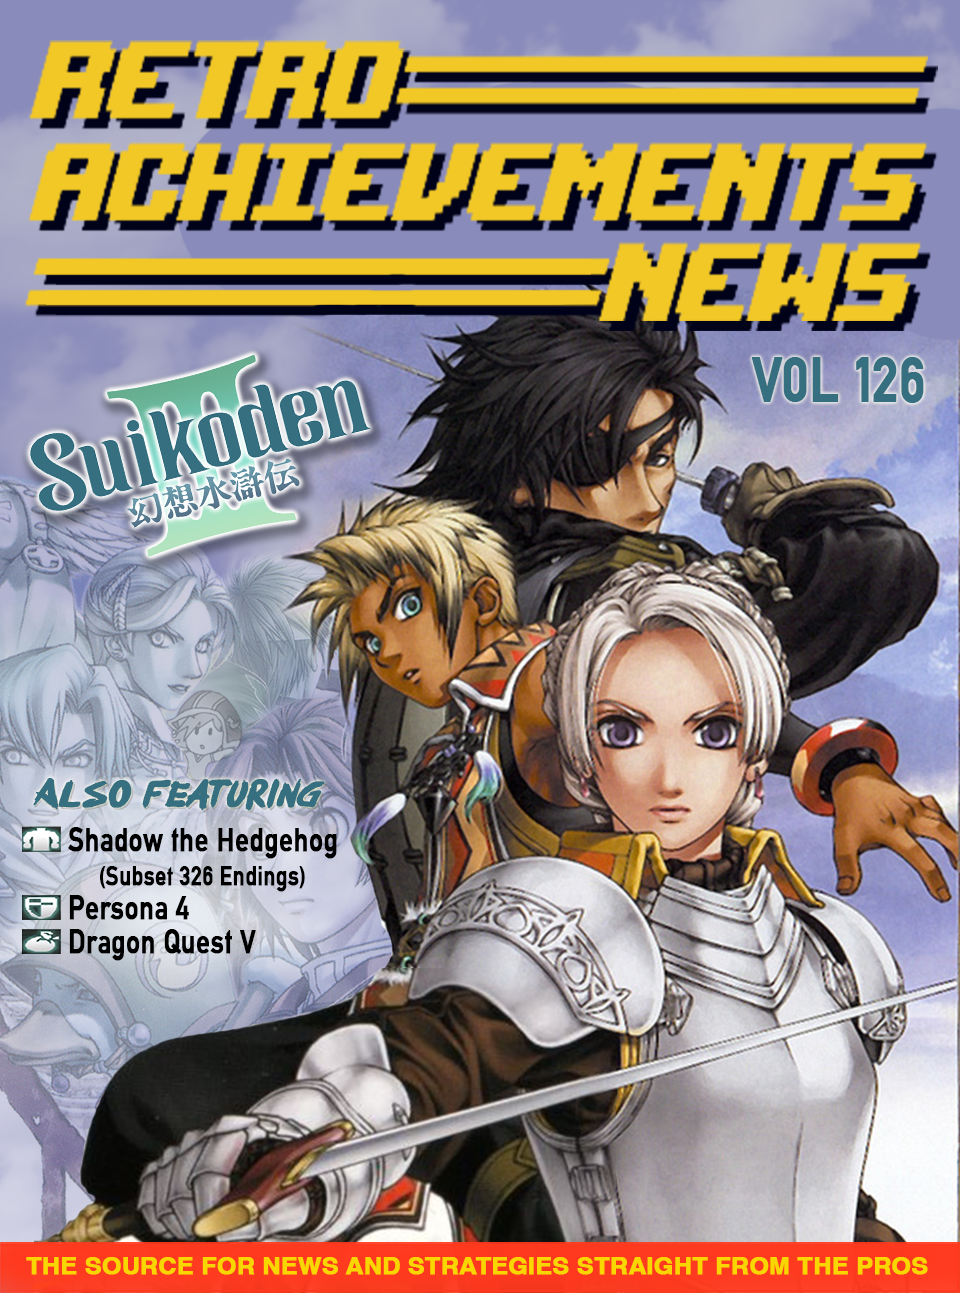 RETRO
ACHIEVEMENTS
NEWS
VOL 126
III
Suikoden
幻想水滸伝
ALSO FEATURING
Shadow the Hedgehog
(Subset 326 Endings)
Persona 4
Dragon Quest V
THE SOURCE FOR NEWS AND STRATEGIES STRAIGHT FROM THE PROS